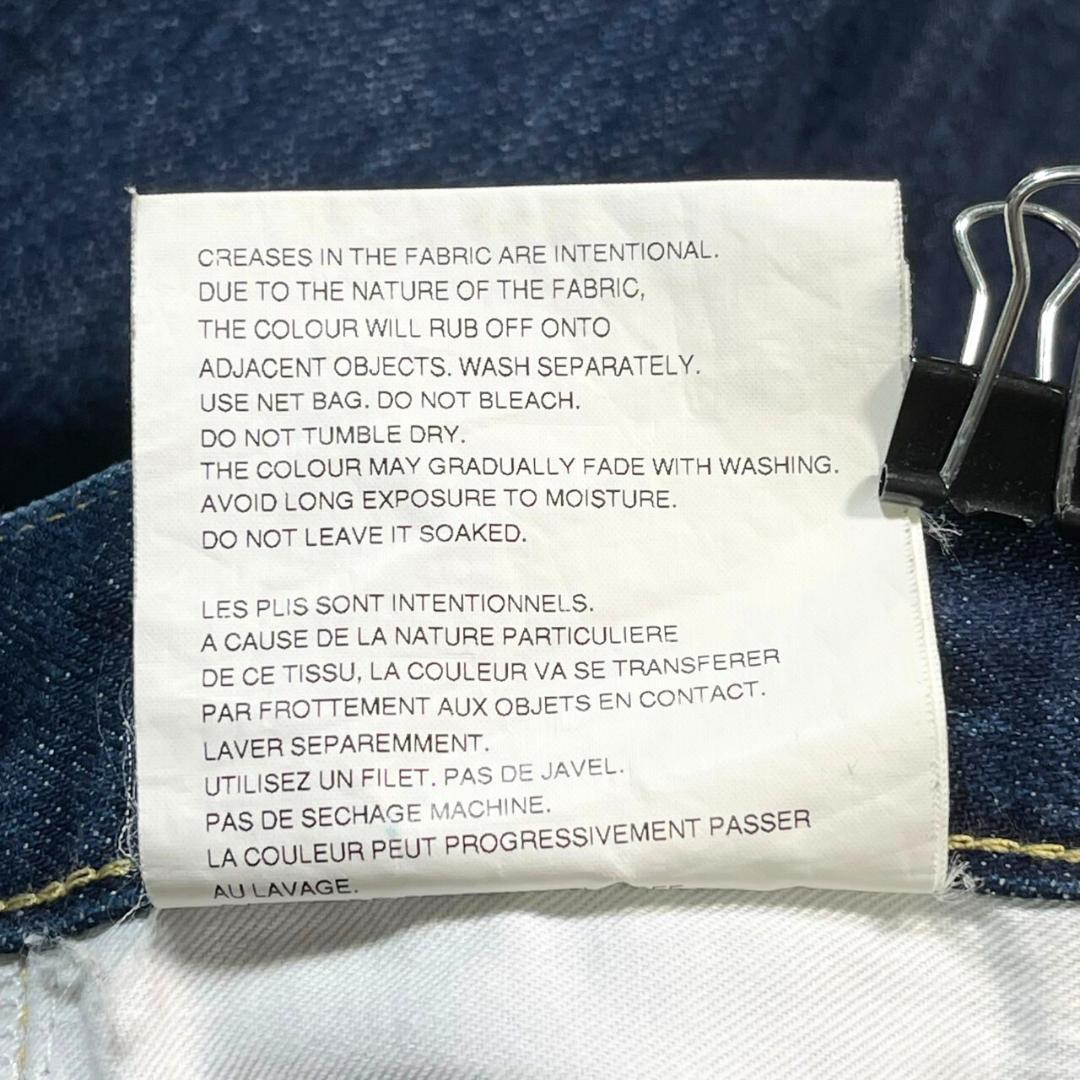 CREASES IN THE FABRIC ARE INTENTIONAL.
DUE TO THE NATURE OF THE FABRIC,
THE COLOUR WILL RUB OFF ONTO
ADJACENT OBJECTS. WASH SEPARATELY.
USE NET BAG. DO NOT BLEACH.
DO NOT TUMBLE DRY.
THE COLOUR MAY GRADUALLY FADE WITH WASHING.
AVOID LONG EXPOSURE TO MOISTURE.
DO NOT LEAVE IT SOAKED.
LES PLIS SONT INTENTIONNELS.
A CAUSE DE LA NATURE PARTICULIERE
DE CE TISSU, LA COULEUR VA SE TRANSFERER
PAR FROTTEMENT AUX OBJETS EN CONTACT.
LAVER SEPAREMMENT.
UTILISEZ UN FILET. PAS DE JAVEL.
PAS DE SECHAGE MACHINE.
LA COULEUR PEUT PROGRESSIVEMENT PASSER
AU LAVAGE.